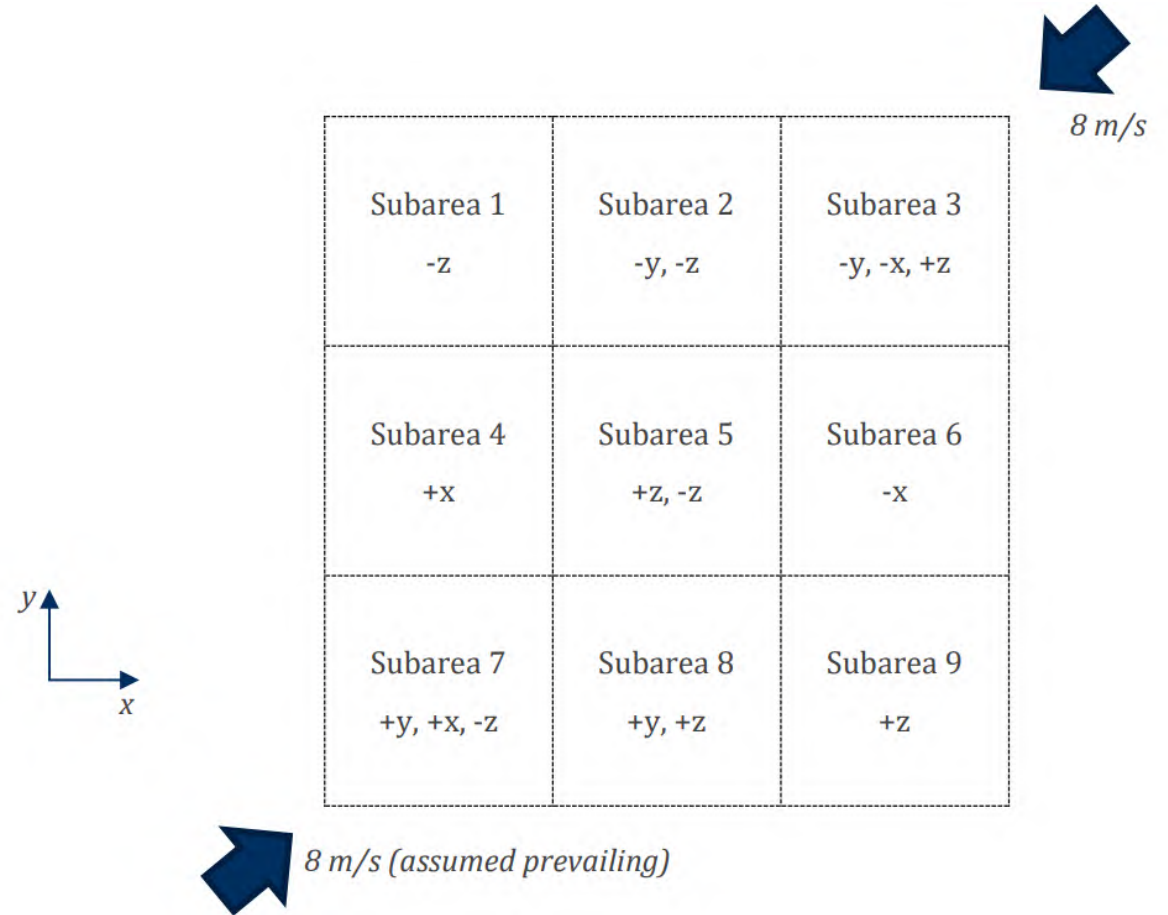 8 m/s
Subarea 1
-z
Subarea 2
-y, -z
Subarea 3
-y, -x, +z
Subarea 4
+x
Subarea 5
+z, -z
Subarea 6
-x
y
x
Subarea 7
+y, +x, -z
Subarea 8
+y, +z
Subarea 9
+z
8 m/s (assumed prevailing)